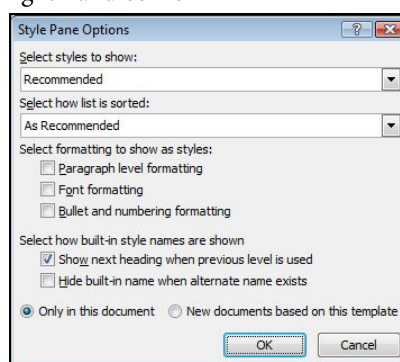 Style Pane Options
Select styles to show:
Recommended
Select how list is sorted:
As Recommended
Select formatting to show as styles:
Paragraph level formatting
Font formatting
Bullet and numbering formatting
Select how built-in style names are shown
Show next heading when previous level is used
Hide built-in name when alternate name exists
Only in this document New documents based on this template
OK Cancel